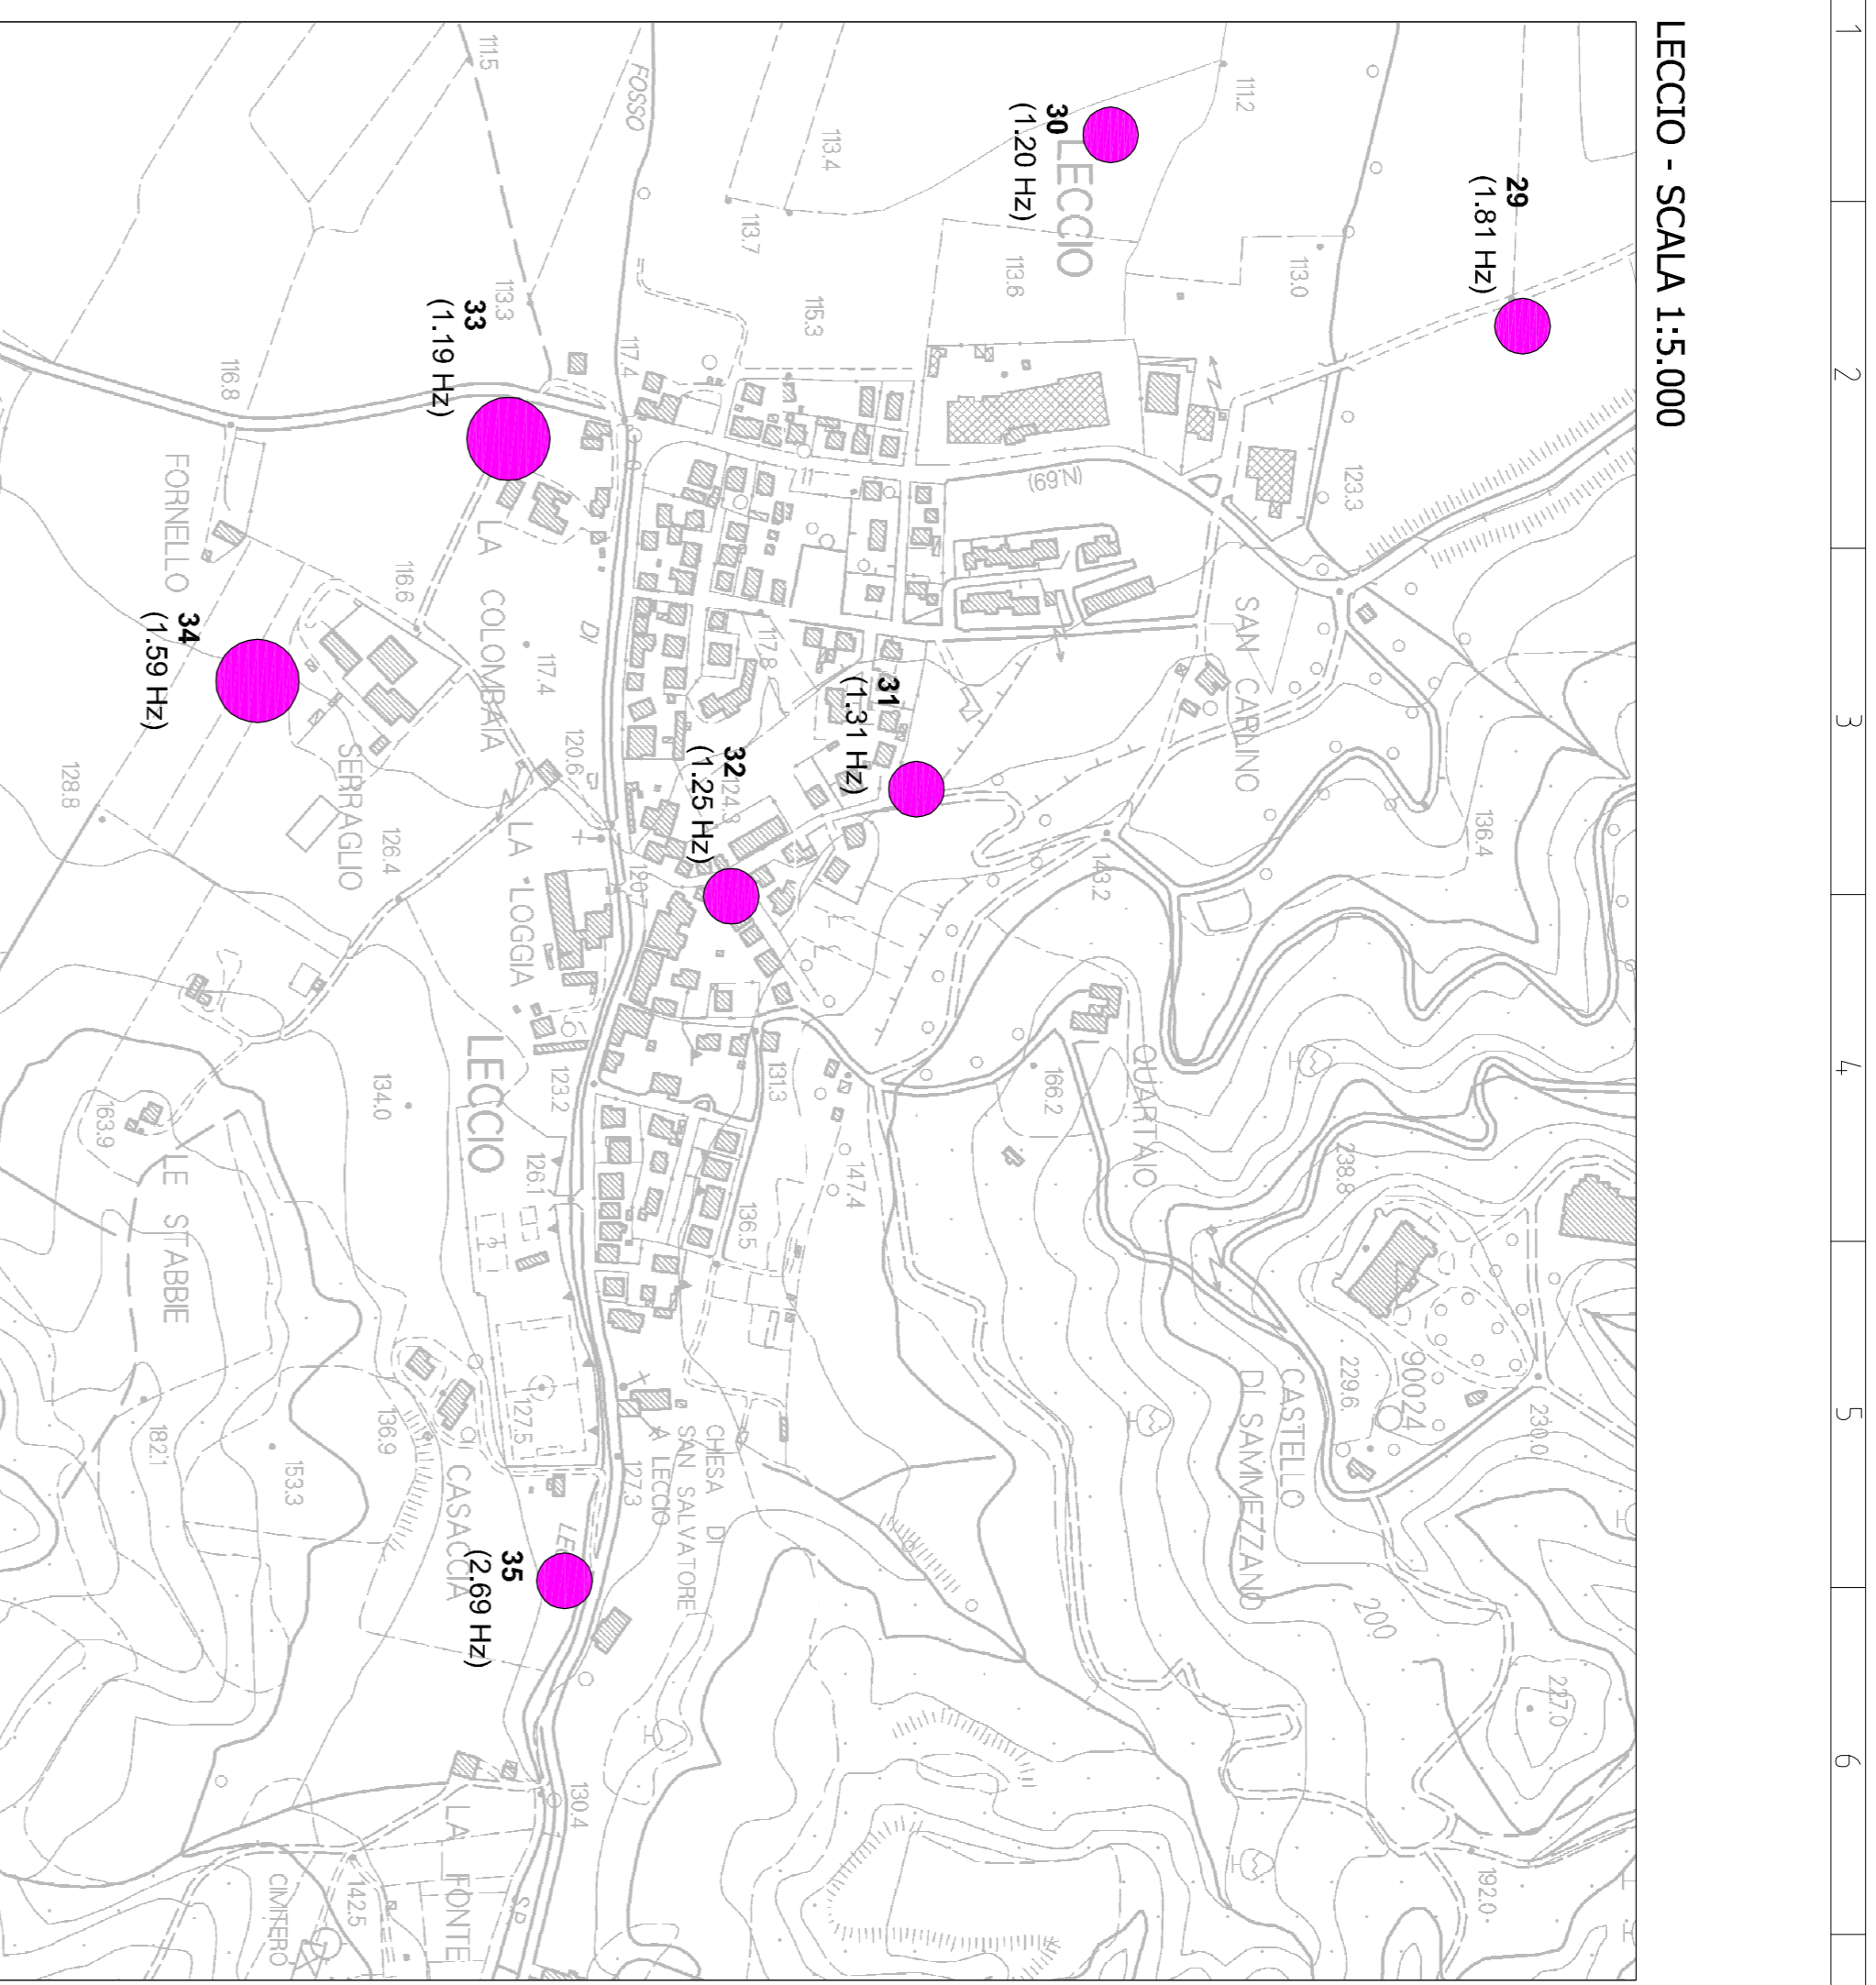 LECCIO - SCALA 1:5.000
1
2
3
4
5
6
29
(1.81 Hz)
111.2
113.0
123.3
30
(1.20 Hz)
LECCIO
113.6
(N.69)
SAN CARLINO
136.4
143.2
113.4
113.7
115.3
31
(1.31 Hz)
117.8
32
(1.25 Hz)
124.3
FOSSO
DI
117.4
111.5
113.3
33
(1.19 Hz)
LA COLOMBAIA
117.4
120.6
120.7
LA LOGGIA
116.8
FORNELLO
116.6
34
(1.59 Hz)
SERRAGLIO
126.4
128.8
QUARTAIO
166.2
238.8
131.3
147.4
136.5
LECCIO
123.2
126.1
134.0
163.9
LE STABBIE
90024
229.6
230.0
CASTELLO
DI SAMMEZZANO
CHIESA DI
SAN SALVATORE
A LECCIO
127.5
127.3
136.9
CASACCIA
153.3
182.1
35
(2.69 Hz)
200
227.0
192.0
130.4
LA FONTE
S.P.
142.5
CIMITERO